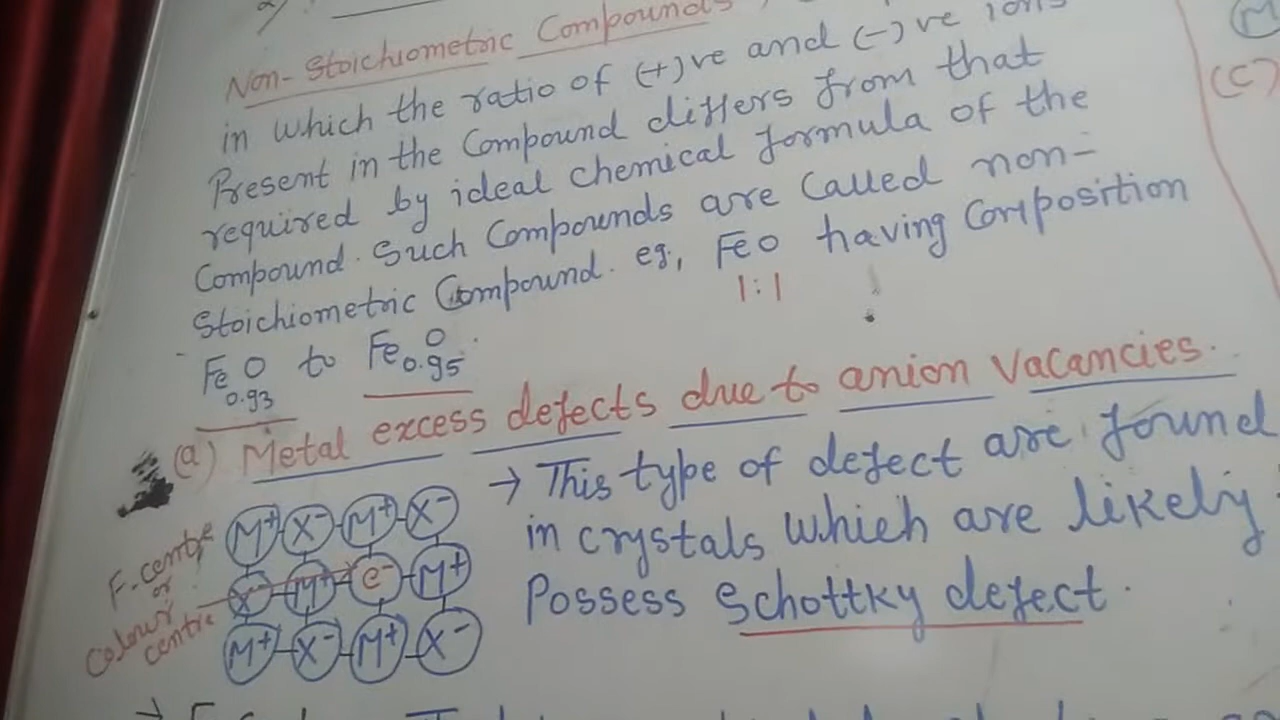 2)
Non-Stoichiometric Compounds,
in which the ratio of (+)ve and (-)ve ions
Present in the Compound differs from that
required by ideal chemical formula of the
Compound. Such Compounds are Called non-
Stoichiometric Compound. eg, FeO having Composition
1:1
Fe0.93O to Fe0.95O.
(a) Metal excess defects due to anion Vacancies.
→ This type of defect are found
in crystals which are likely
Possess Schottky defect.
M+ X- M+ X-
X- M+ e- M+
M+ X- M+ X-
F-centre
or
Colour
centre
M
(C)